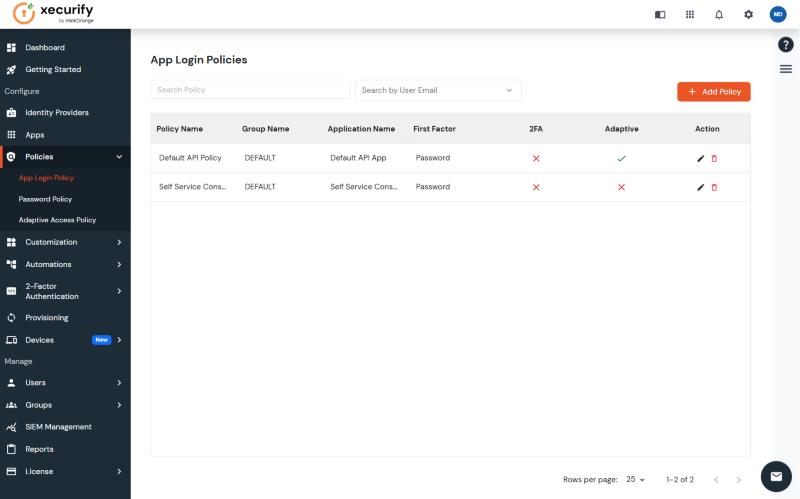 xecurify
by miniOrange
MD
Dashboard
Getting Started
Configure
Identity Providers
Apps
Policies
App Login Policy
Password Policy
Adaptive Access Policy
Customization
Automations
2-Factor
Authentication
Provisioning
Devices New
Manage
Users
Groups
SIEM Management
Reports
License
?
App Login Policies
Search Policy
Search by User Email
+ Add Policy
Policy Name Group Name Application Name First Factor 2FA Adaptive Action
Default API Policy DEFAULT Default API App Password
Self Service Cons... DEFAULT Self Service Cons... Password
Rows per page: 25 1–2 of 2